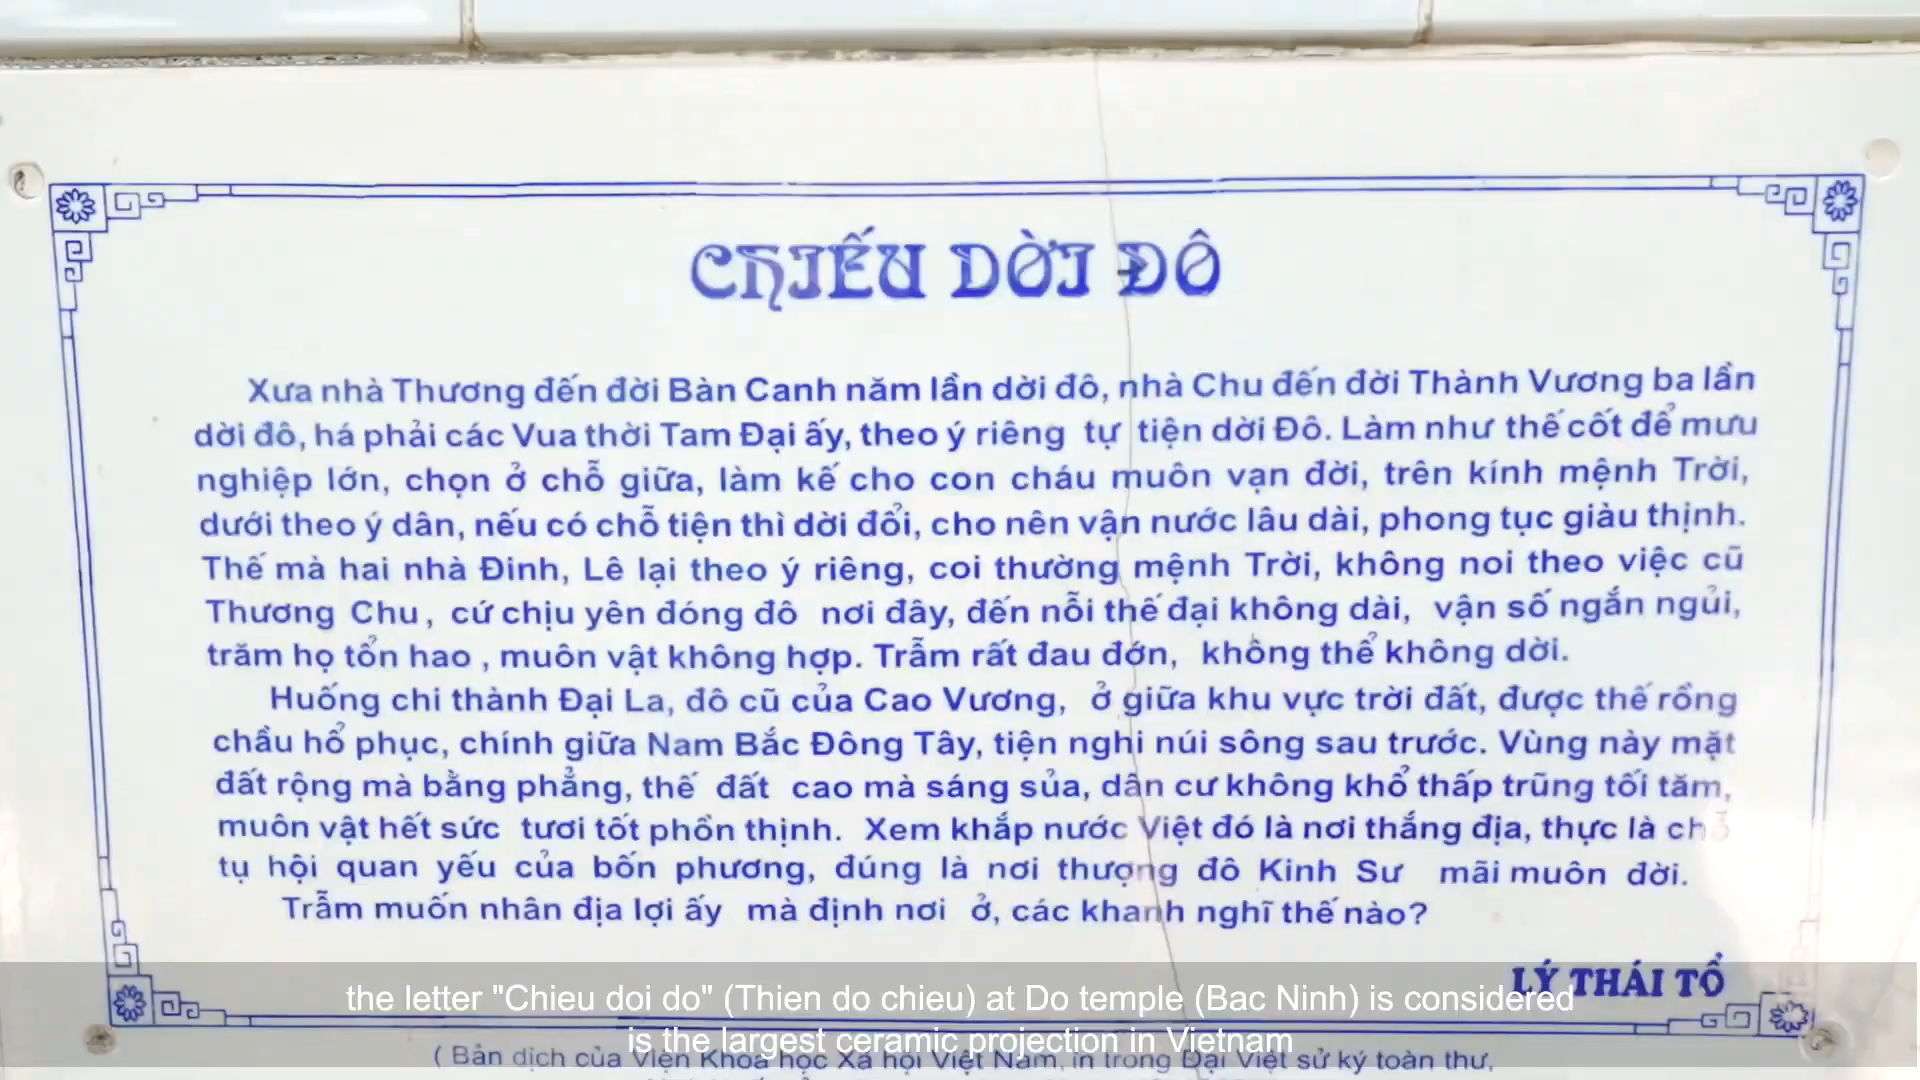 CHIẾU DỜI ĐÔ
Xưa nhà Thương đến đời Bàn Canh năm lần dời đô, nhà Chu đến đời Thành Vương ba lần
dời đô, há phải các Vua thời Tam Đại ấy, theo ý riêng tự tiện dời Đô. Làm như thế cốt để mưu
nghiệp lớn, chọn ở chỗ giữa, làm kế cho con cháu muôn vạn đời, trên kính mệnh Trời,
dưới theo ý dân, nếu có chỗ tiện thì dời đổi, cho nên vận nước lâu dài, phong tục giàu thịnh.
Thế mà hai nhà Đinh, Lê lại theo ý riêng, coi thường mệnh Trời, không noi theo việc cũ
Thương Chu, cứ chịu yên đóng đô nơi đây, đến nỗi thế đại không dài, vận số ngắn ngủi,
trăm họ tổn hao, muôn vật không hợp. Trẫm rất đau đớn, không thể không dời.
Huống chi thành Đại La, đô cũ của Cao Vương, ở giữa khu vực trời đất, được thế rồng
chầu hổ phục, chính giữa Nam Bắc Đông Tây, tiện nghi núi sông sau trước. Vùng này mặt
đất rộng mà bằng phẳng, thế đất cao mà sáng sủa, dân cư không khổ thấp trũng tối tăm,
muôn vật hết sức tươi tốt phồn thịnh. Xem khắp nước Việt đó là nơi thắng địa, thực là chỗ
tụ hội quan yếu của bốn phương, đúng là nơi thượng đô Kinh Sư mãi muôn đời.
Trẫm muốn nhân địa lợi ấy mà định nơi ở, các khanh nghĩ thế nào?
LÝ THÁI TỔ
the letter "Chieu doi do" (Thien do chieu) at Do temple (Bac Ninh) is considered
is the largest ceramic projection in Vietnam
( Bản dịch của Viện Khoa học Xã hội Việt Nam, in trong Đại Việt sử ký toàn thư,